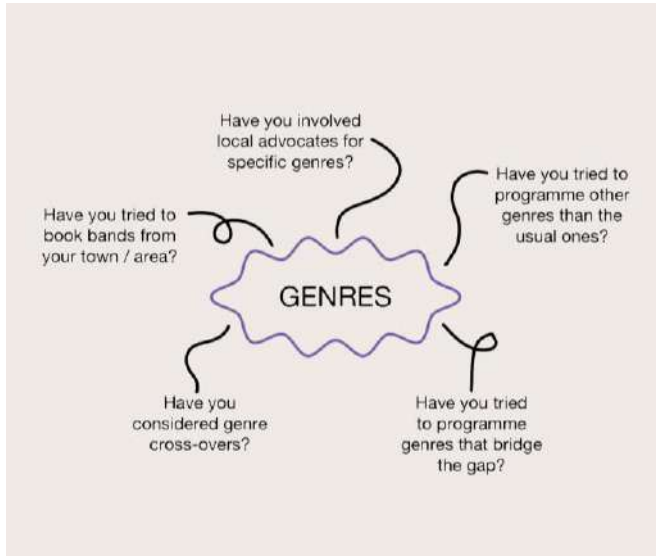 Have you involved
local advocates for
specific genres?
Have you tried to
programme other
genres than the
usual ones?
Have you tried to
book bands from
your town / area?
GENRES
Have you
considered genre
cross-overs?
Have you tried
to programme
genres that bridge
the gap?